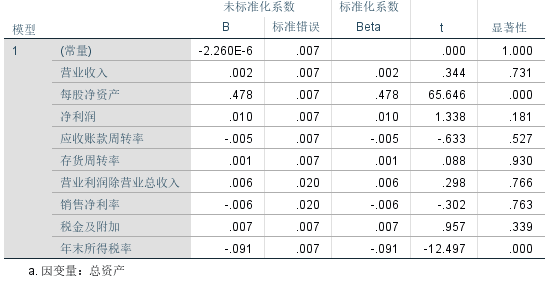 未标准化系数 标准化系数
模型 B 标准错误 Beta t 显著性
1 (常量) -2.260E-6 .007 .000 1.000
营业收入 .002 .007 .002 .344 .731
每股净资产 .478 .007 .478 65.646 .000
净利润 .010 .007 .010 1.338 .181
应收账款周转率 -.005 .007 -.005 -.633 .527
存货周转率 .001 .007 .001 .088 .930
营业利润除营业总收入 .006 .020 .006 .298 .766
销售净利率 -.006 .020 -.006 -.302 .763
税金及附加 .007 .007 .007 .957 .339
年末所得税率 -.091 .007 -.091 -12.497 .000
a. 因变量：总资产